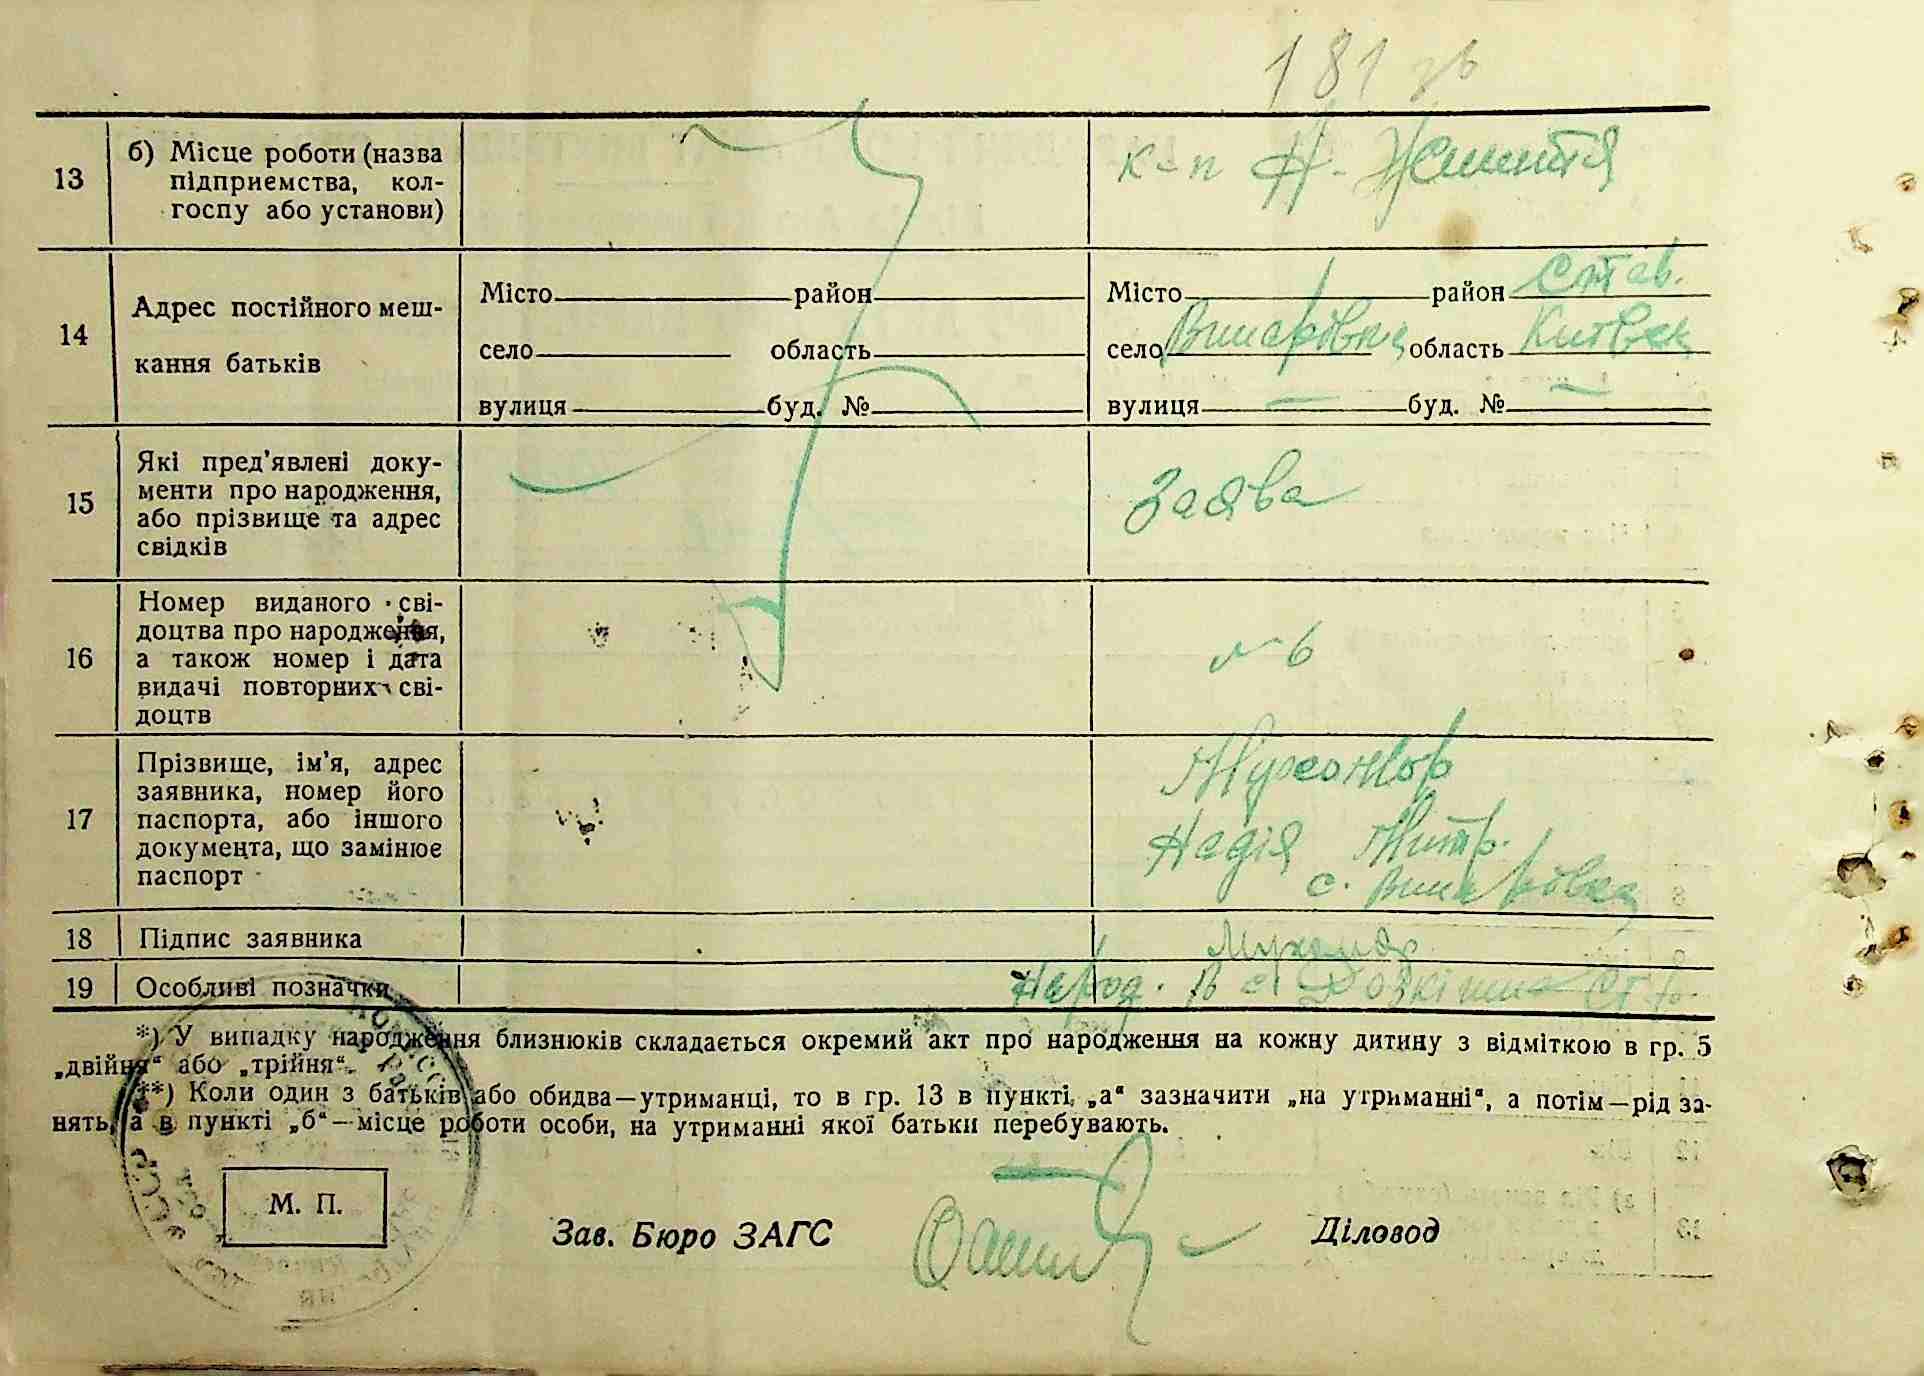 181 зв
13
б) Місце роботи (назва
підприємства, кол-
госпу або установи)
к-п Н-Життя
14
Адрес постійного меш-
кання батьків
Місто район
село область
вулиця буд. №
Місто район Став.
село область
вулиця — буд. № —
15
Які пред'явлені доку-
менти про народження,
або прізвище та адрес
свідків
Заява
16
Номер виданого сві-
доцтва про народження,
а також номер і дата
видачі повторних сві-
доцтв
№ 6
17
Прізвище, ім'я, адрес
заявника, номер його
паспорта, або іншого
документа, що замінює
паспорт
Надія
с.
18
Підпис заявника
19
Особливі позначки
Народ. в с.
*) У випадку народження близнюків складається окремий акт про народження на кожну дитину з відміткою в гр. 5
„двійня“ або „трійня“.
**) Коли один з батьків або обидва—утриманці, то в гр. 13 в пункті „а“ зазначити „на утриманні“, а потім—рід за-
нять, а в пункті „б“—місце роботи особи, на утриманні якої батьки перебувають.
М. П.
Зав. Бюро ЗАГС
Діловод